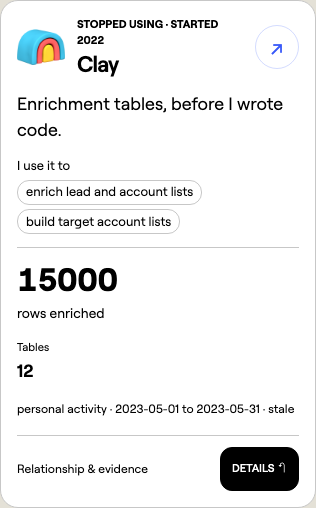 STOPPED USING · STARTED
2022
Clay
Enrichment tables, before I wrote
code.
I use it to
enrich lead and account lists
build target account lists
15000
rows enriched
Tables
12
personal activity · 2023-05-01 to 2023-05-31 · stale
Relationship & evidence
DETAILS